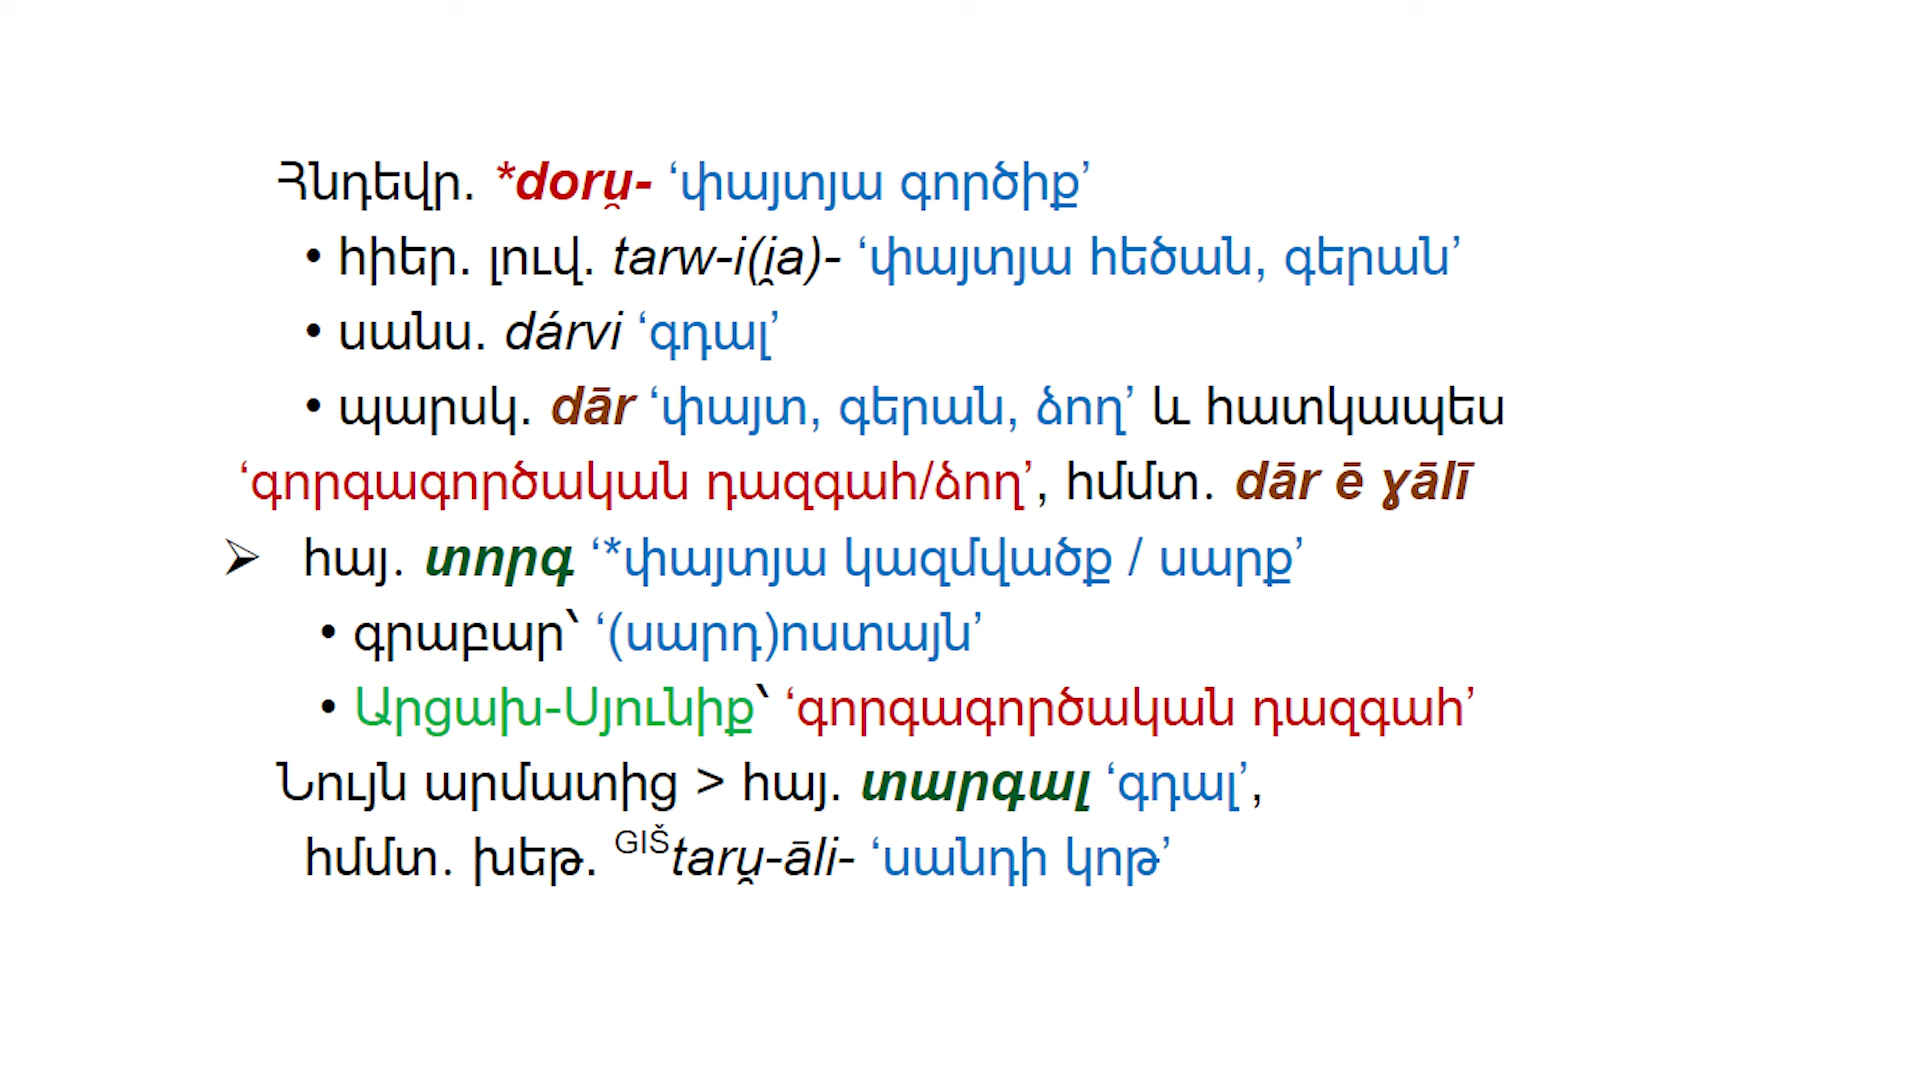 Հնդեվր. *doru̯- ‘փայտյա գործիք’
• հիեր. լուվ. tarw-i(i̯a)- ‘փայտյա հեծան, գերան’
• սանս. dárvi ‘գդալ’
• պարսկ. dār ‘փայտ, գերան, ձող’ և հատկապես
‘գորգագործական դազգահ/ձող’, հմմտ. dār ē ɣālī
➢ հայ. տորգ ‘*փայտյա կազմվածք / սարք’
• գրաբար՝ ‘(սարդ)ոստայն’
• Արցախ-Սյունիք՝ ‘գորգագործական դազգահ’
Նույն արմատից > հայ. տարգալ ‘գդալ’,
հմմտ. խեթ. ᴳᴵˢ̌taru̯-āli- ‘սանդի կոթ’